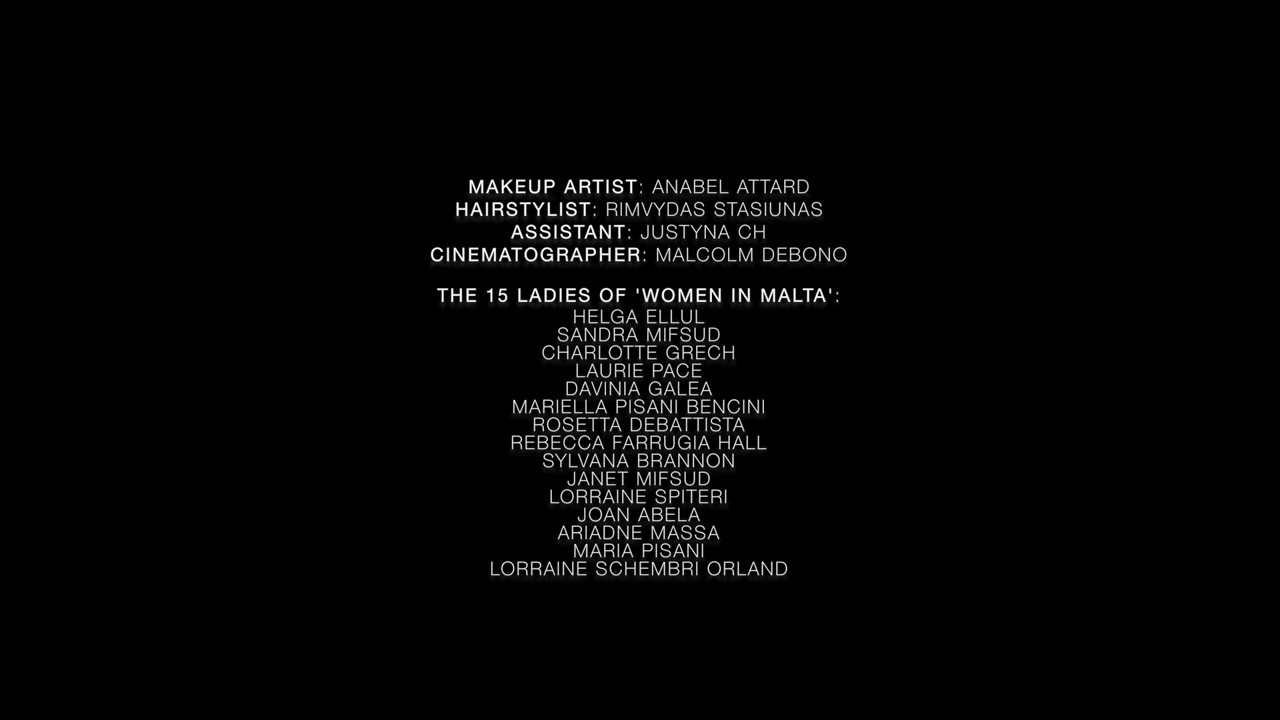 MAKEUP ARTIST: ANABEL ATTARD
HAIRSTYLIST: RIMVYDAS STASIUNAS
ASSISTANT: JUSTYNA CH
CINEMATOGRAPHER: MALCOLM DEBONO
THE 15 LADIES OF 'WOMEN IN MALTA':
HELGA ELLUL
SANDRA MIFSUD
CHARLOTTE GRECH
LAURIE PACE
DAVINIA GALEA
MARIELLA PISANI BENCINI
ROSETTA DEBATTISTA
REBECCA FARRUGIA HALL
SYLVANA BRANNON
JANET MIFSUD
LORRAINE SPITERI
JOAN ABELA
ARIADNE MASSA
MARIA PISANI
LORRAINE SCHEMBRI ORLAND